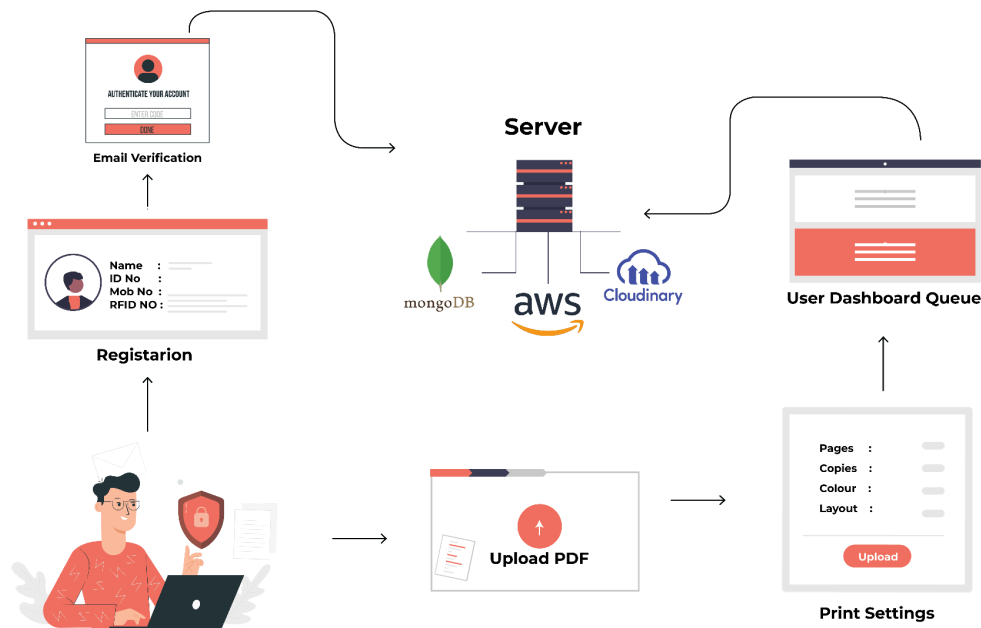 AUTHENTICATE YOUR ACCOUNT
ENTER CODE
DONE
Email Verification
Name :
ID No :
Mob No :
RFID NO :
Registarion
Server
mongoDB
aws
Cloudinary
User Dashboard Queue
Upload PDF
Pages :
Copies :
Colour :
Layout :
Upload
Print Settings